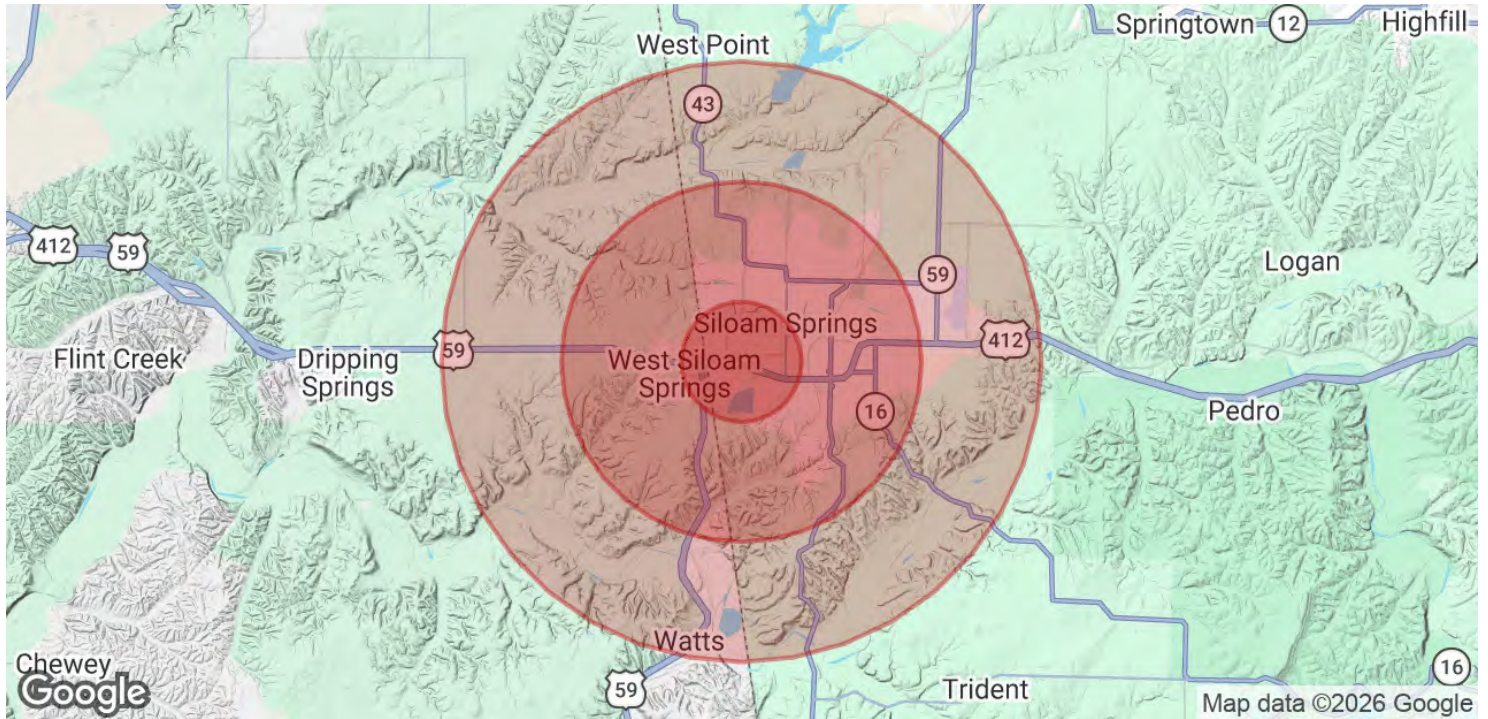 Springtown
12
Highfill
West Point
43
412
59
59
Logan
Siloam Springs
412
Flint Creek
Dripping
Springs
59
West Siloam
Springs
16
Pedro
Watts
Chewey
59
Trident
16
Google
Map data ©2026 Google